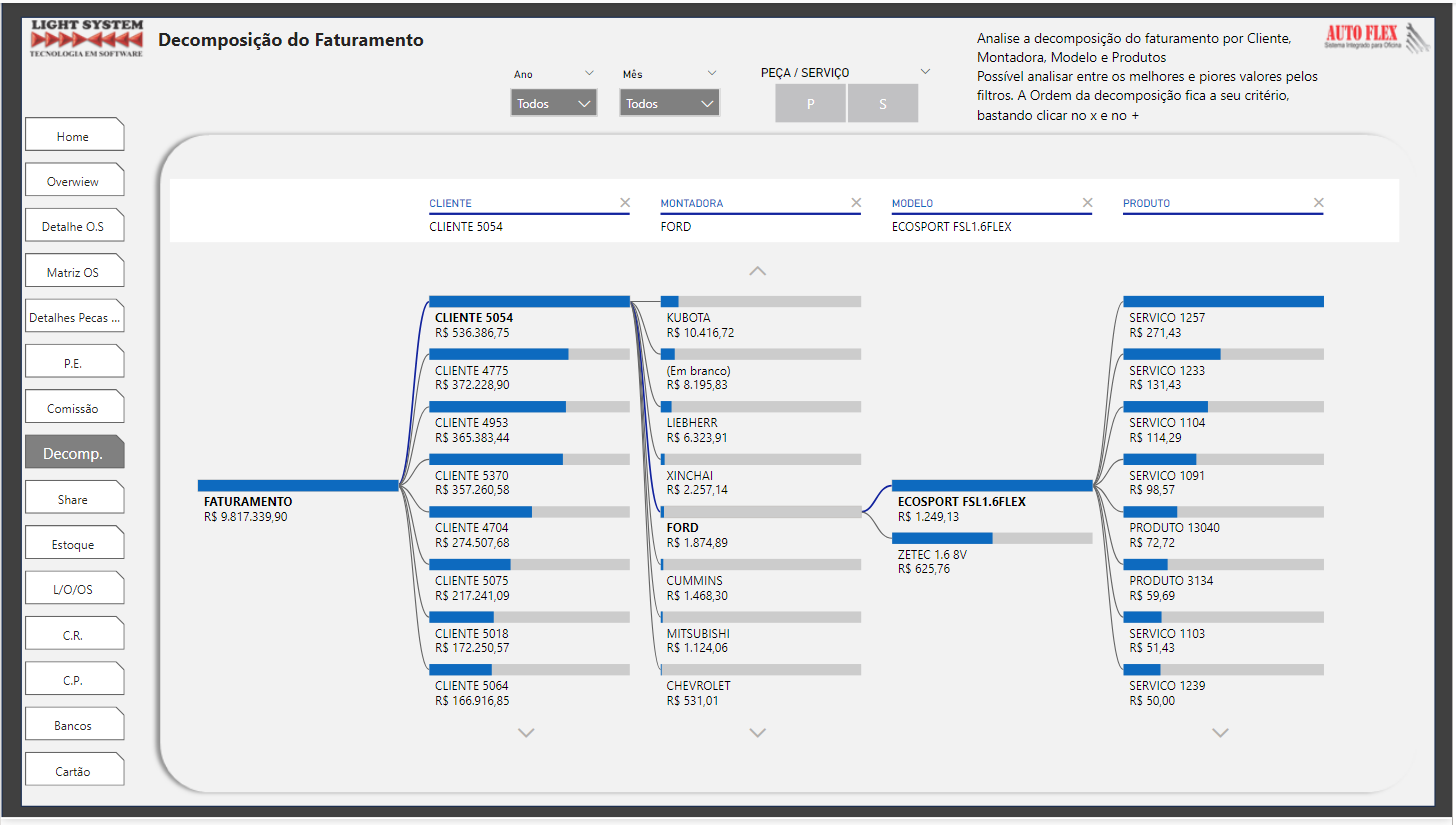 LIGHT SYSTEM
TECNOLOGIA EM SOFTWARE
Decomposição do Faturamento
Ano
Todos
Mês
Todos
PEÇA / SERVIÇO
P
S
Analise a decomposição do faturamento por Cliente,
Montadora, Modelo e Produtos
Possível analisar entre os melhores e piores valores pelos
filtros. A Ordem da decomposição fica a seu critério,
bastando clicar no x e no +
AUTO FLEX
Sistema Integrado para Oficina
Home
Overwiew
Detalhe O.S
Matriz OS
Detalhes Pecas ...
P.E.
Comissão
Decomp.
Share
Estoque
L/O/OS
C.R.
C.P.
Bancos
Cartão
CLIENTE
CLIENTE 5054
MONTADORA
FORD
MODELO
ECOSPORT FSL1.6FLEX
PRODUTO
FATURAMENTO
R$ 9.817.339,90
CLIENTE 5054
R$ 536.386,75
CLIENTE 4775
R$ 372.228,90
CLIENTE 4953
R$ 365.383,44
CLIENTE 5370
R$ 357.260,58
CLIENTE 4704
R$ 274.507,68
CLIENTE 5075
R$ 217.241,09
CLIENTE 5018
R$ 172.250,57
CLIENTE 5064
R$ 166.916,85
KUBOTA
R$ 10.416,72
(Em branco)
R$ 8.195,83
LIEBHERR
R$ 6.323,91
XINCHAI
R$ 2.257,14
FORD
R$ 1.874,89
CUMMINS
R$ 1.468,30
MITSUBISHI
R$ 1.124,06
CHEVROLET
R$ 531,01
ECOSPORT FSL1.6FLEX
R$ 1.249,13
ZETEC 1.6 8V
R$ 625,76
SERVICO 1257
R$ 271,43
SERVICO 1233
R$ 131,43
SERVICO 1104
R$ 114,29
SERVICO 1091
R$ 98,57
PRODUTO 13040
R$ 72,72
PRODUTO 3134
R$ 59,69
SERVICO 1103
R$ 51,43
SERVICO 1239
R$ 50,00